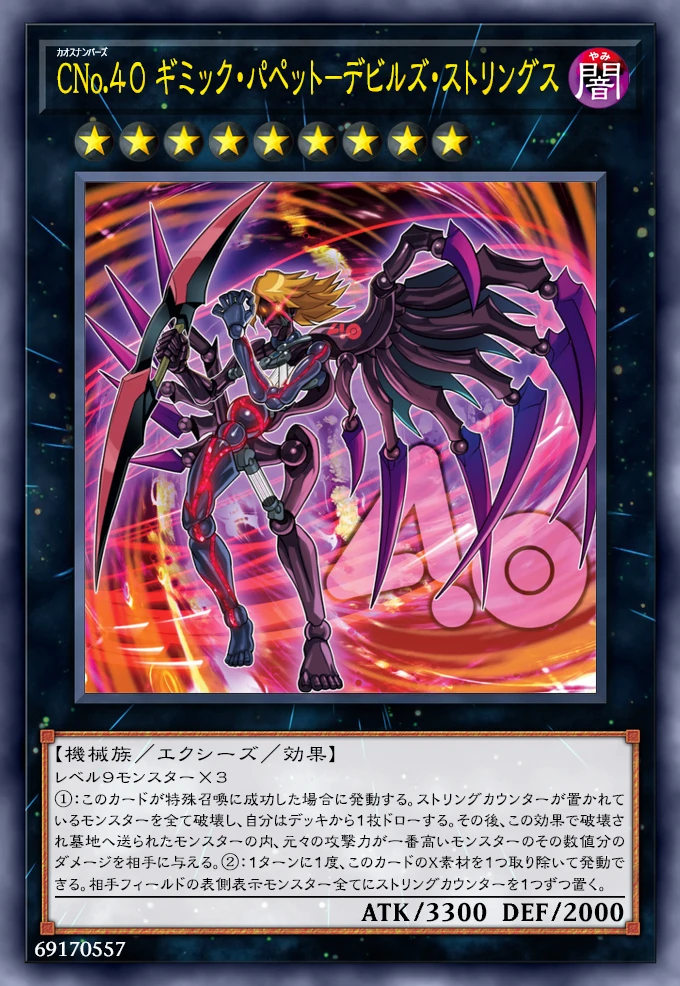 カオスナンバーズ
CNo.40 ギミック・パペット－デビルズ・ストリングス
やみ
闇
40
4.0
【機械族／エクシーズ／効果】
レベル9モンスター×3
①：このカードが特殊召喚に成功した場合に発動する。ストリングカウンターが置かれて
いるモンスターを全て破壊し、自分はデッキから1枚ドローする。その後、この効果で破壊さ
れ墓地へ送られたモンスターの内、元々の攻撃力が一番高いモンスターのその数値分の
ダメージを相手に与える。②：1ターンに1度、このカードのX素材を1つ取り除いて発動で
きる。相手フィールドの表側表示モンスター全てにストリングカウンターを1つずつ置く。
ATK/3300 DEF/2000
69170557